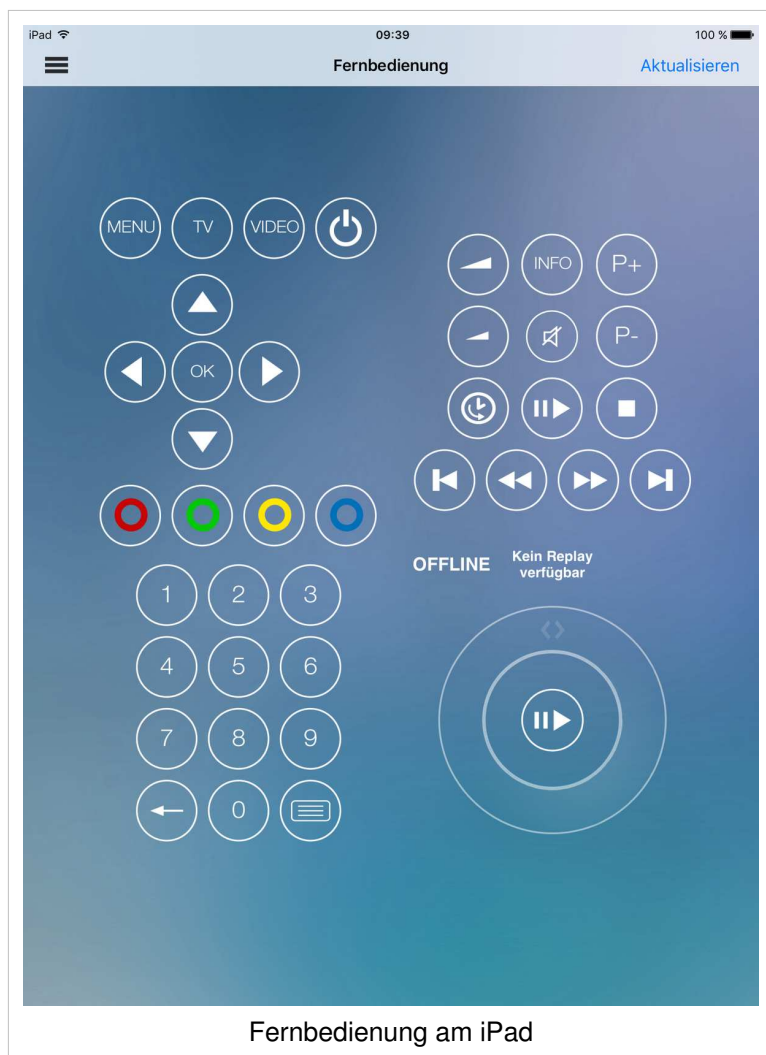 iPad 09:39 100 %
Fernbedienung Aktualisieren
MENU TV VIDEO
INFO P+
P-
OK
OFFLINE Kein Replay
verfügbar
1 2 3
4 5 6
7 8 9
0
Fernbedienung am iPad